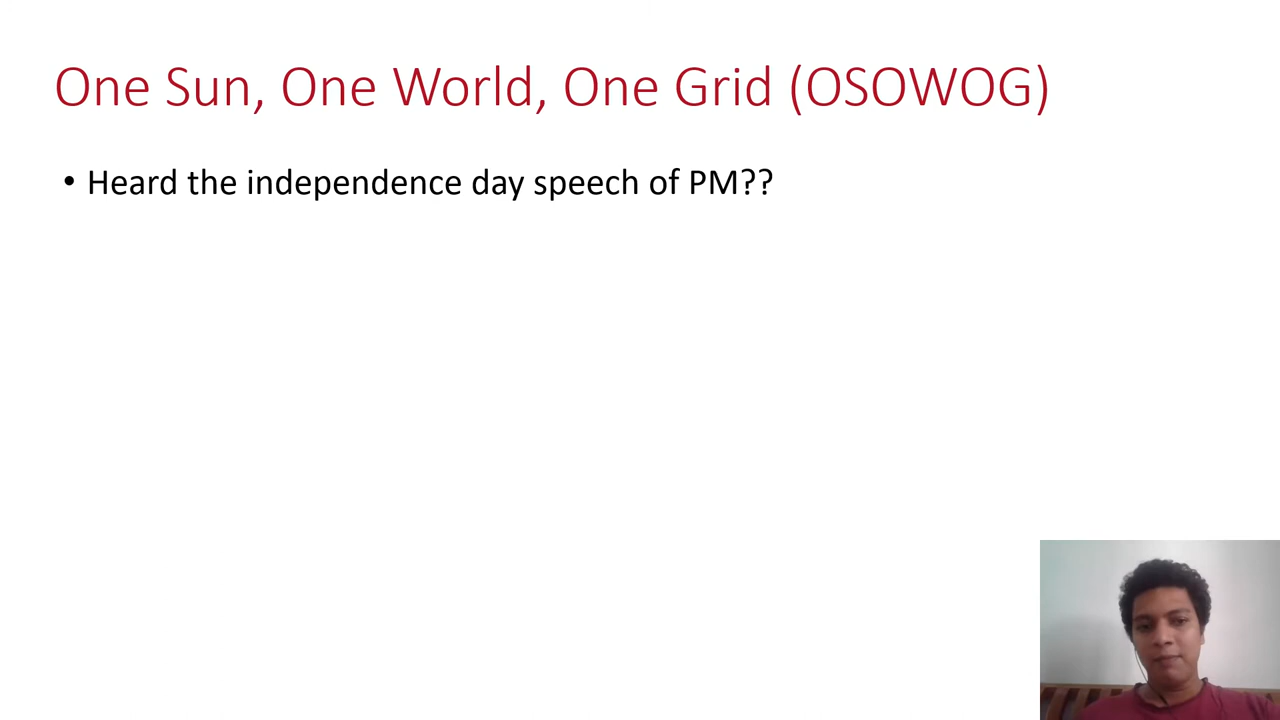 One Sun, One World, One Grid (OSOWOG)
• Heard the independence day speech of PM??